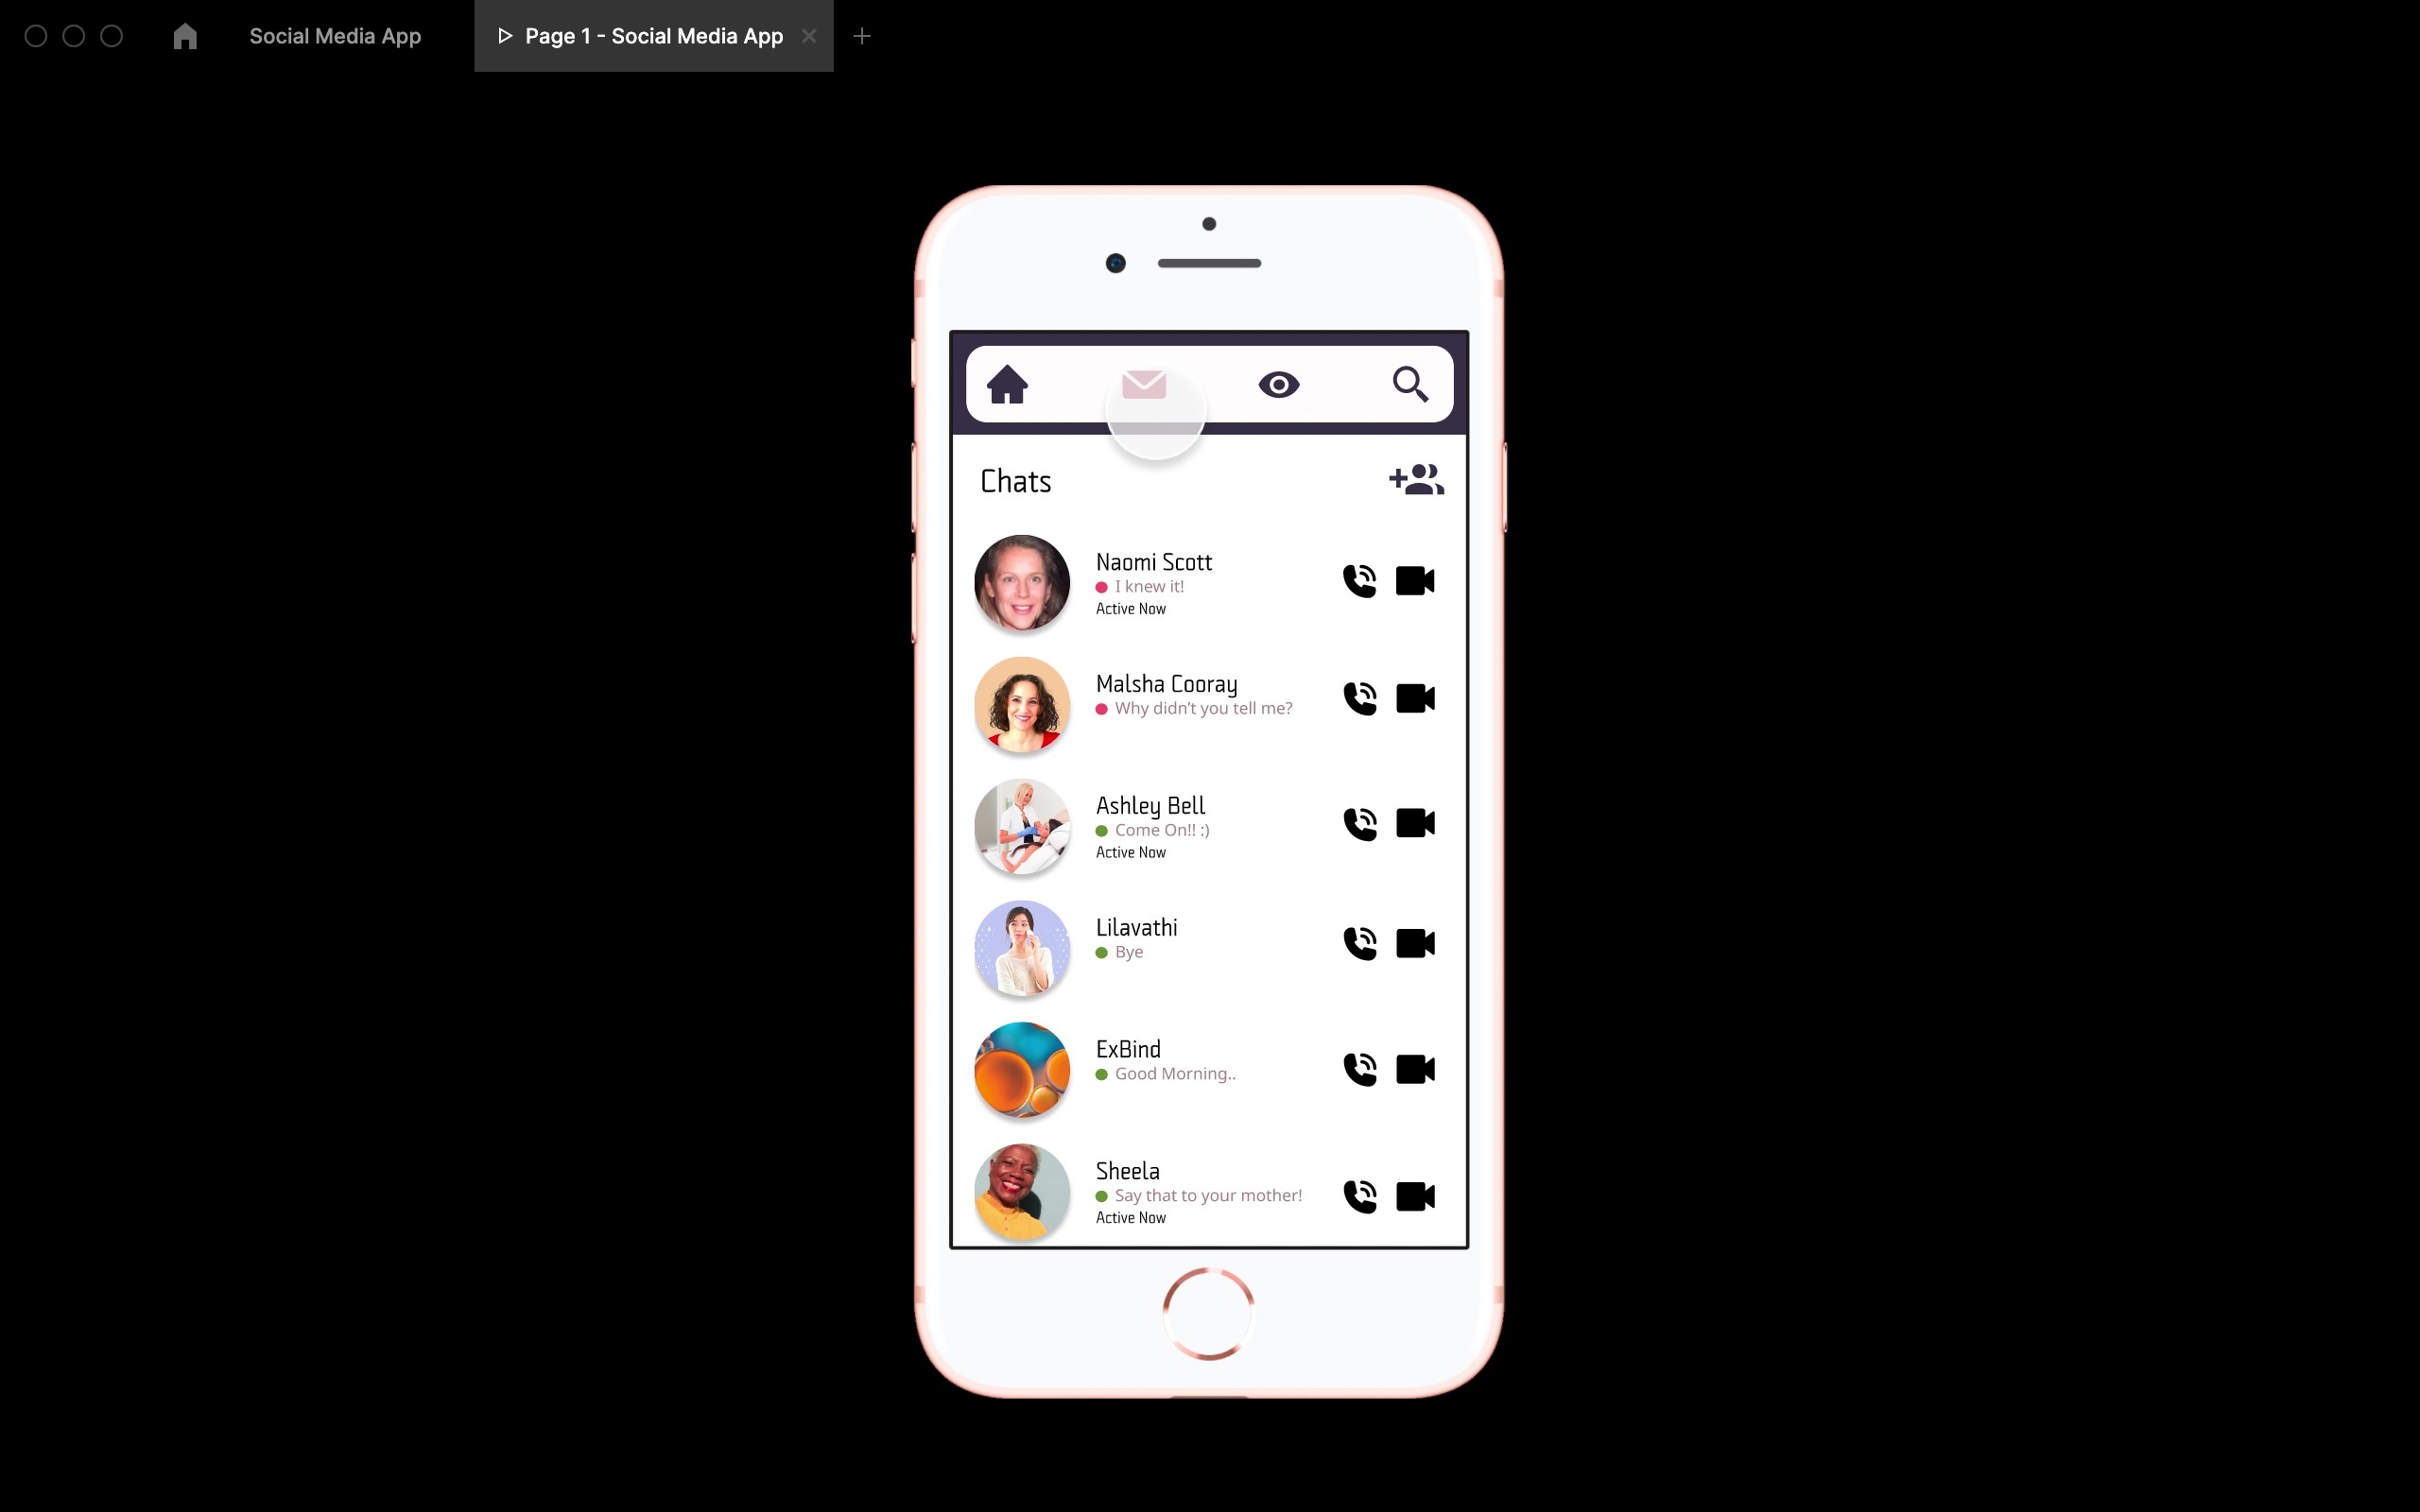 Social Media App
Page 1 - Social Media App
Chats
Naomi Scott
I knew it!
Active Now
Malsha Cooray
Why didn't you tell me?
Ashley Bell
Come On!! :)
Active Now
Lilavathi
Bye
ExBind
Good Morning..
Sheela
Say that to your mother!
Active Now